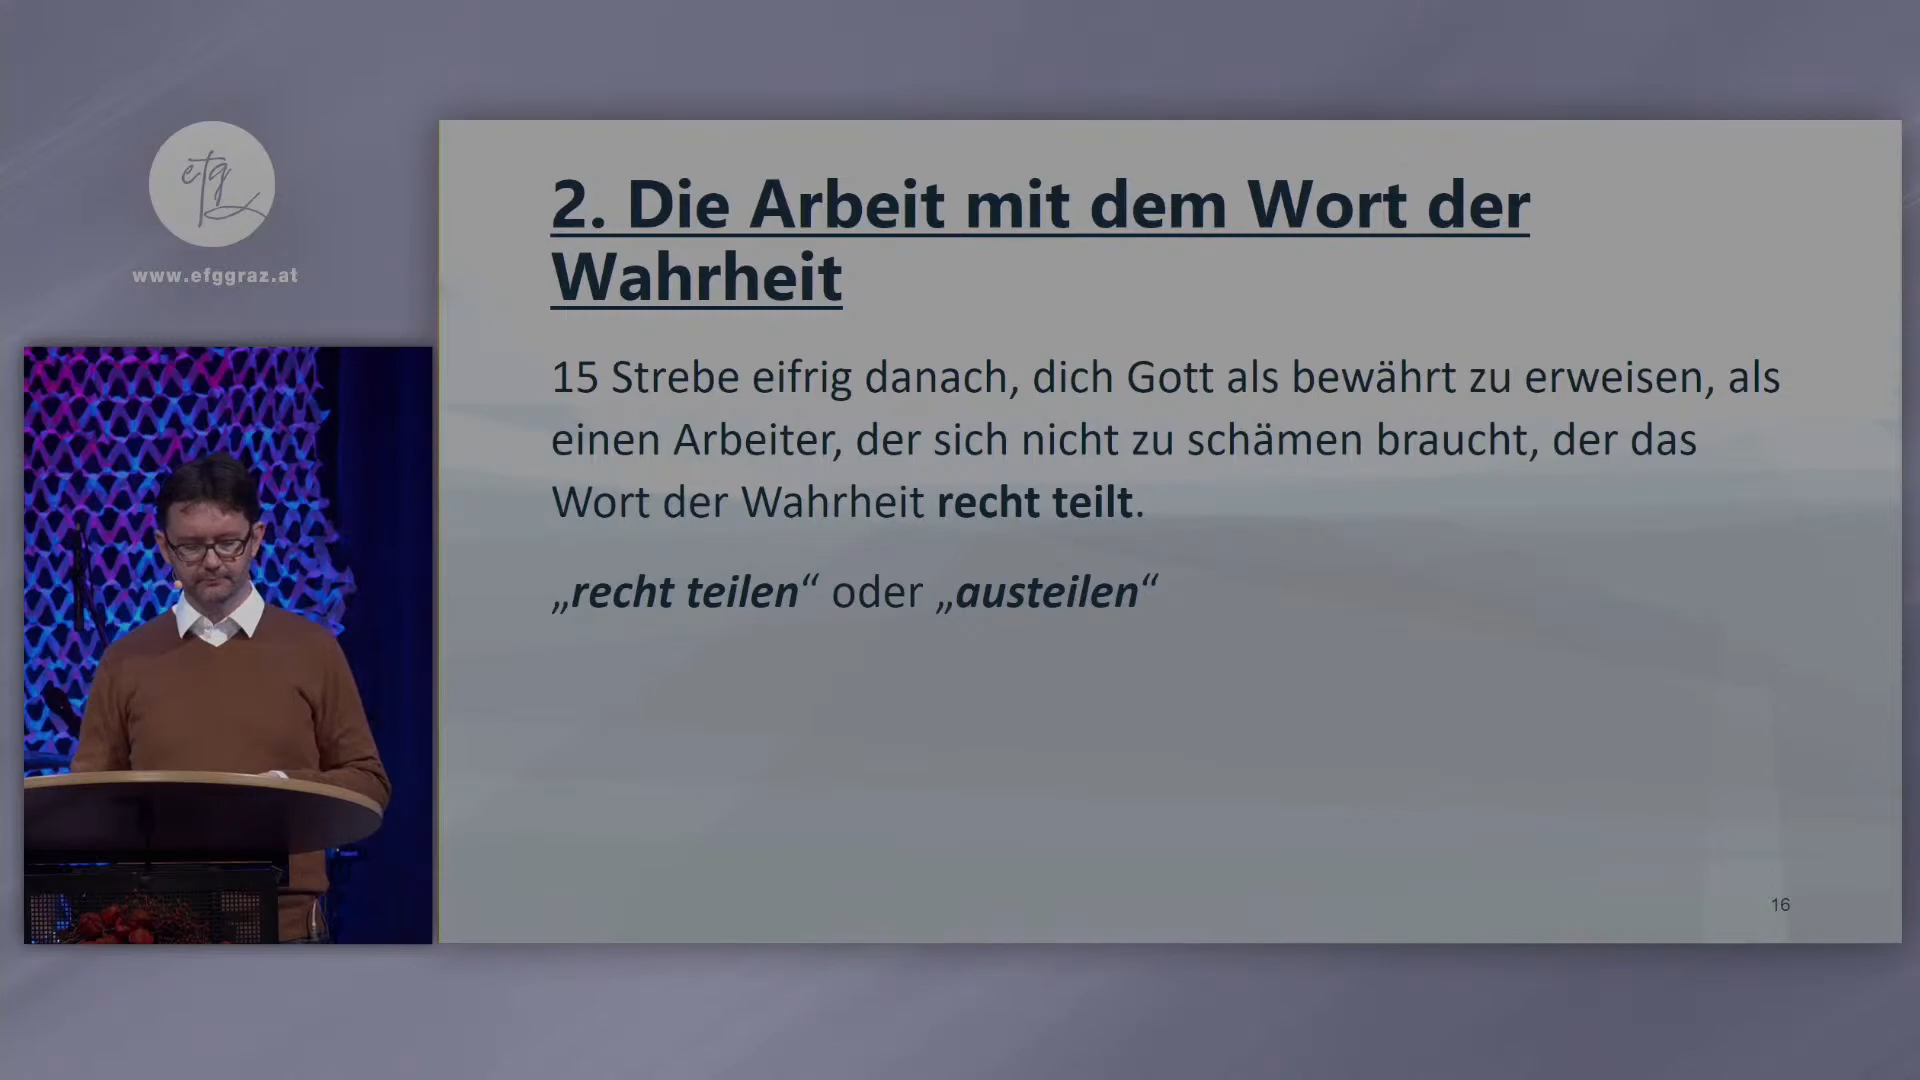 efg
www.efggraz.at
2. Die Arbeit mit dem Wort der
Wahrheit
15 Strebe eifrig danach, dich Gott als bewährt zu erweisen, als
einen Arbeiter, der sich nicht zu schämen braucht, der das
Wort der Wahrheit recht teilt.
„recht teilen“ oder „austeilen“
16